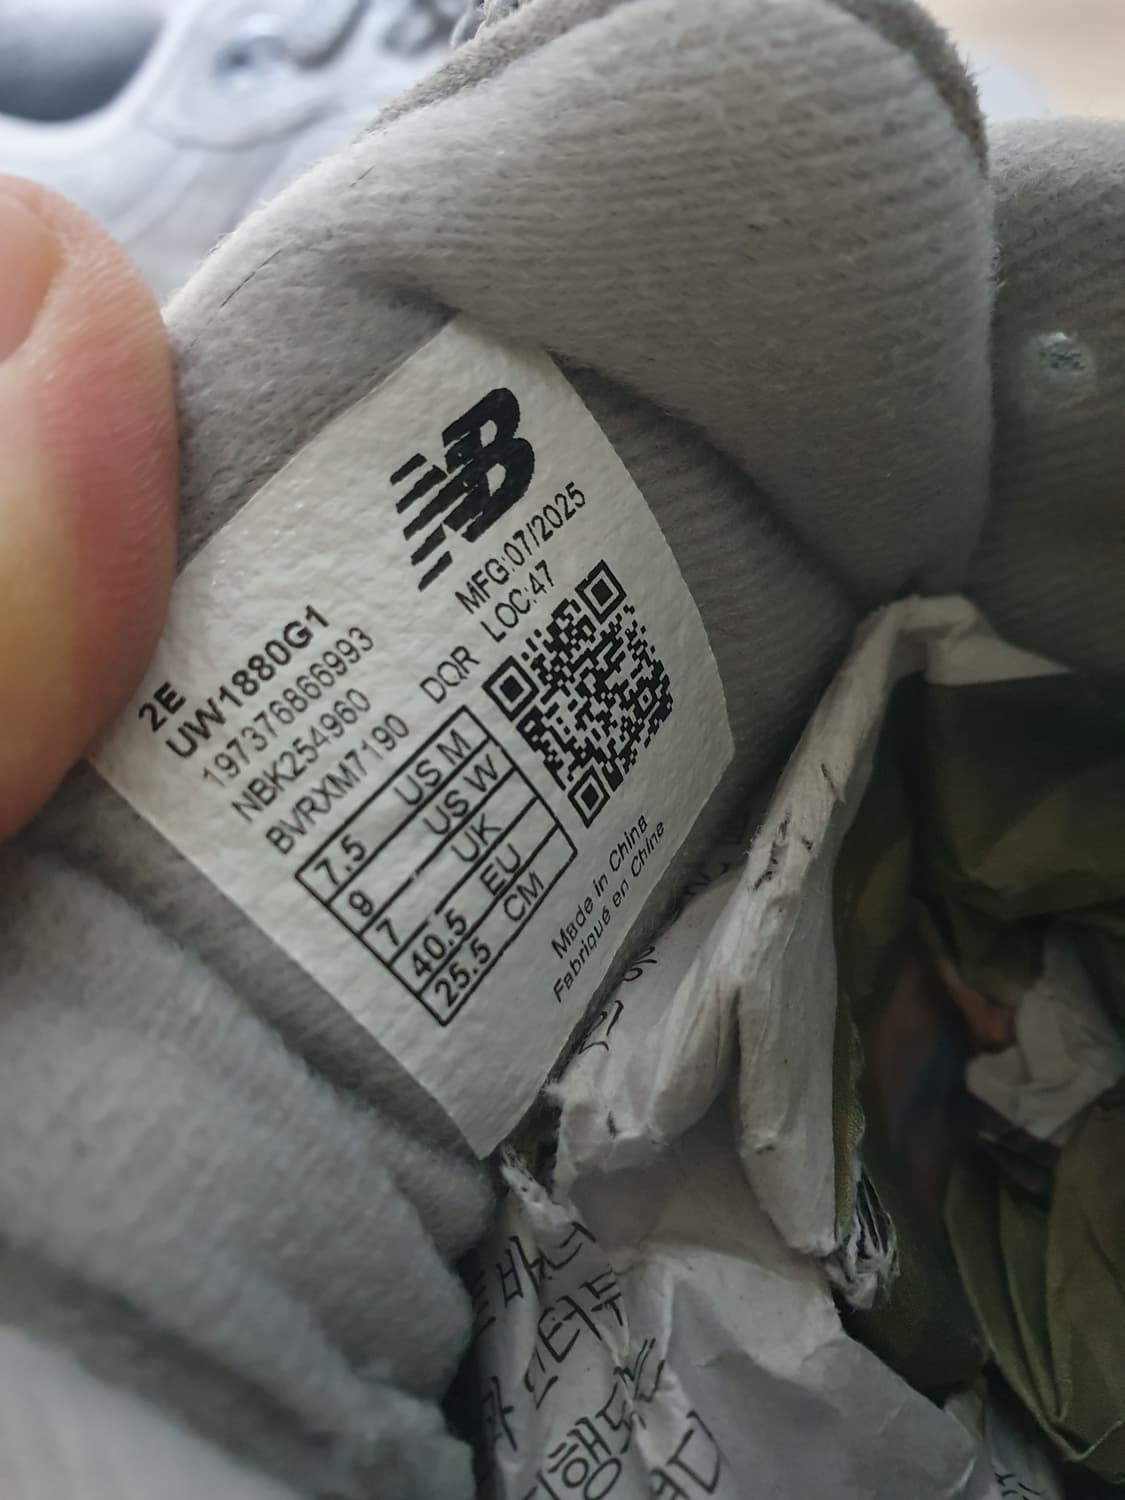 NB
MFG:07/2025
LOC:47
2E
UW1880G1
197376866993
NBK254960
BVRXM7190 DQR
7.5 US M
9 US W
7 UK
40.5 EU
25.5 CM
Made in China
Fabriqué en Chine